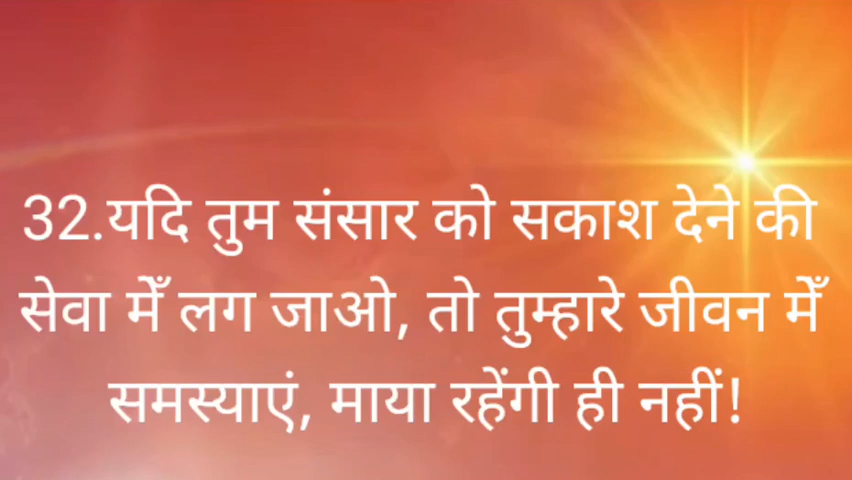 32.यदि तुम संसार को सकाश देने की
सेवा मेँ लग जाओ, तो तुम्हारे जीवन मेँ
समस्याएं, माया रहेंगी ही नहीं!